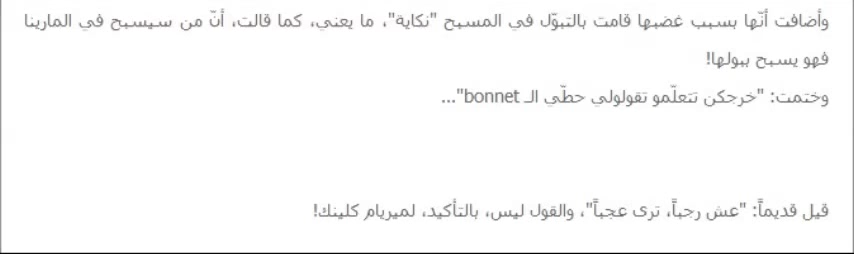 وأضافت أنّها بسبب غضبها قامت بالتبوّل في المسبح "نكاية"، ما يعني، كما قالت، أنّ من سيسبح في المارينا
فهو يسبح ببولها!
وختمت: "خرجكن تتعلّمو تقولولي حطّي الـ bonnet"...
قيل قديماً: "عش رجباً، ترى عجباً"، والقول ليس، بالتأكيد، لميريام كلينك!